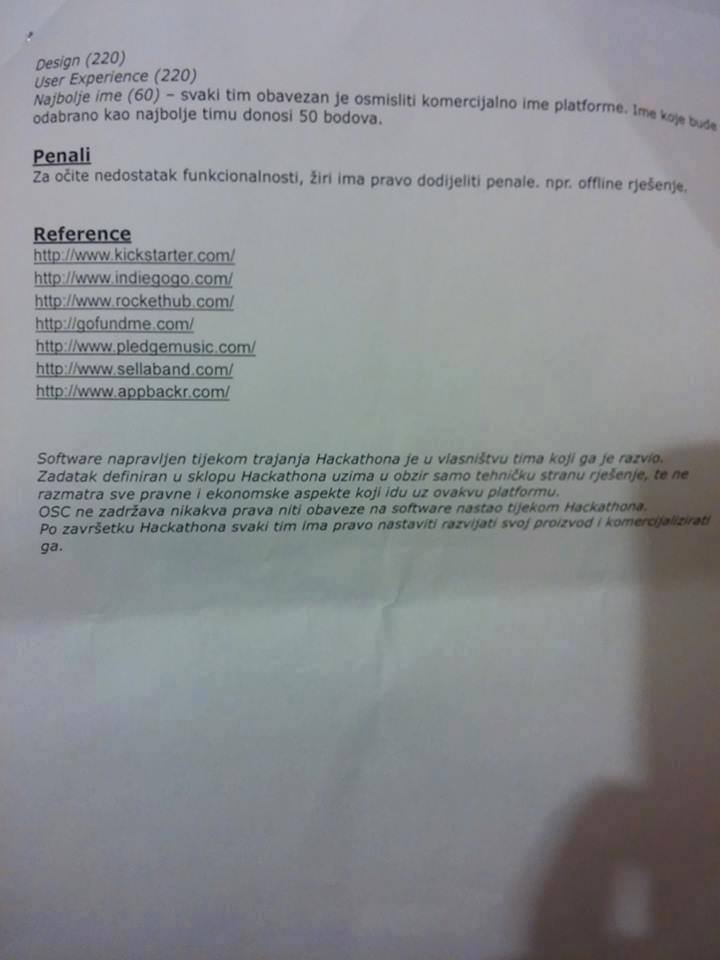 Design (220)
User Experience (220)
Najbolje ime (60) – svaki tim obavezan je osmisliti komercijalno ime platforme. Ime koje bude
odabrano kao najbolje timu donosi 50 bodova.
Penali
Za očite nedostatak funkcionalnosti, žiri ima pravo dodijeliti penale. npr. offline rješenje.
Reference
http://www.kickstarter.com/
http://www.indiegogo.com/
http://www.rockethub.com/
http://gofundme.com/
http://www.pledgemusic.com/
http://www.sellaband.com/
http://www.appbackr.com/
Software napravljen tijekom trajanja Hackathona je u vlasništvu tima koji ga je razvio.
Zadatak definiran u sklopu Hackathona uzima u obzir samo tehničku stranu rješenje, te ne
razmatra sve pravne i ekonomske aspekte koji idu uz ovakvu platformu.
OSC ne zadržava nikakva prava niti obaveze na software nastao tijekom Hackathona.
Po završetku Hackathona svaki tim ima pravo nastaviti razvijati svoj proizvod i komercijalizirati
ga.